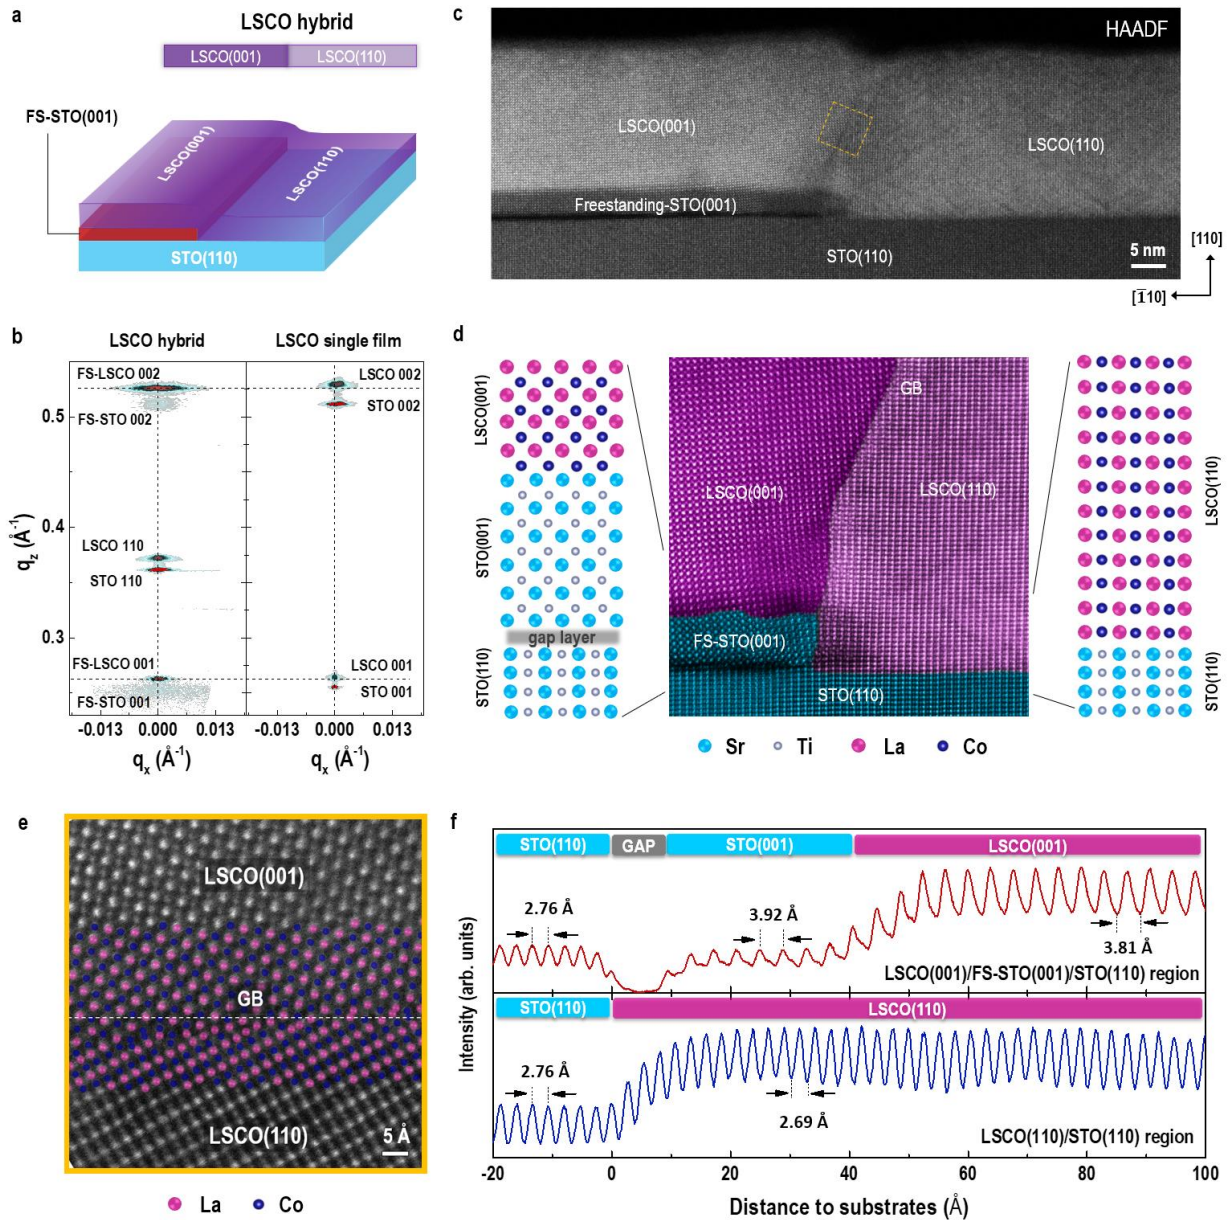 a
LSCO hybrid
LSCO(001) LSCO(110)
FS-STO(001)
LSCO(001)
LSCO(110)
STO(110)
c
HAADF
LSCO(001)
LSCO(110)
Freestanding-STO(001)
STO(110)
5 nm
[110]
[1̅10]
b
LSCO hybrid LSCO single film
FS-LSCO 002
LSCO 002
FS-STO 002
STO 002
LSCO 110
STO 110
FS-LSCO 001
LSCO 001
FS-STO 001
STO 001
0.5
0.4
0.3
qz (Å-1)
-0.013 0.000 0.013 -0.013 0.000 0.013
qx (Å-1) qx (Å-1)
d
LSCO(001)
STO(001)
gap layer
STO(110)
GB
LSCO(001)
LSCO(110)
FS-STO(001)
STO(110)
LSCO(110)
STO(110)
Sr Ti La Co
e
LSCO(001)
GB
LSCO(110)
5 Å
La Co
f
STO(110) GAP STO(001) LSCO(001)
2.76 Å
3.92 Å
3.81 Å
LSCO(001)/FS-STO(001)/STO(110) region
STO(110) LSCO(110)
2.76 Å
2.69 Å
LSCO(110)/STO(110) region
Intensity (arb. units)
-20 0 20 40 60 80 100
Distance to substrates (Å)